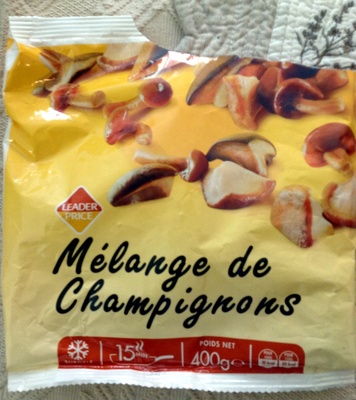 LEADER
PRICE
Mélange de
Champignons
15
POIDS NET
400g℮